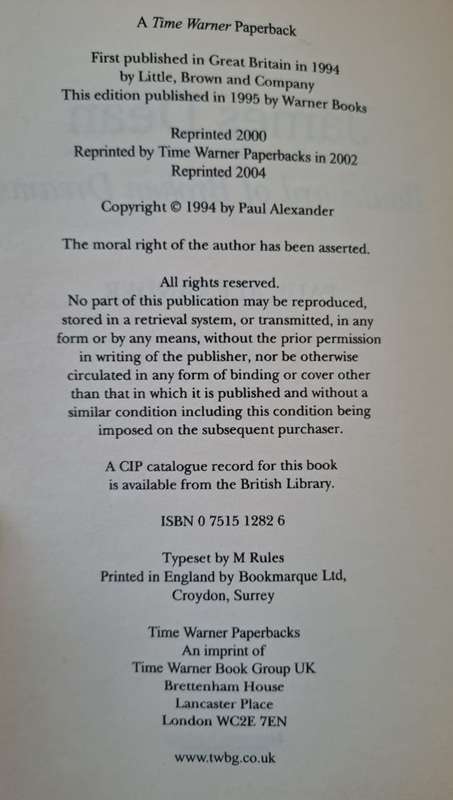 A Time Warner Paperback
First published in Great Britain in 1994
by Little, Brown and Company
This edition published in 1995 by Warner Books
Reprinted 2000
Reprinted by Time Warner Paperbacks in 2002
Reprinted 2004
Copyright © 1994 by Paul Alexander
The moral right of the author has been asserted.
All rights reserved.
No part of this publication may be reproduced,
stored in a retrieval system, or transmitted, in any
form or by any means, without the prior permission
in writing of the publisher, nor be otherwise
circulated in any form of binding or cover other
than that in which it is published and without a
similar condition including this condition being
imposed on the subsequent purchaser.
A CIP catalogue record for this book
is available from the British Library.
ISBN 0 7515 1282 6
Typeset by M Rules
Printed in England by Bookmarque Ltd,
Croydon, Surrey
Time Warner Paperbacks
An imprint of
Time Warner Book Group UK
Brettenham House
Lancaster Place
London WC2E 7EN
www.twbg.co.uk